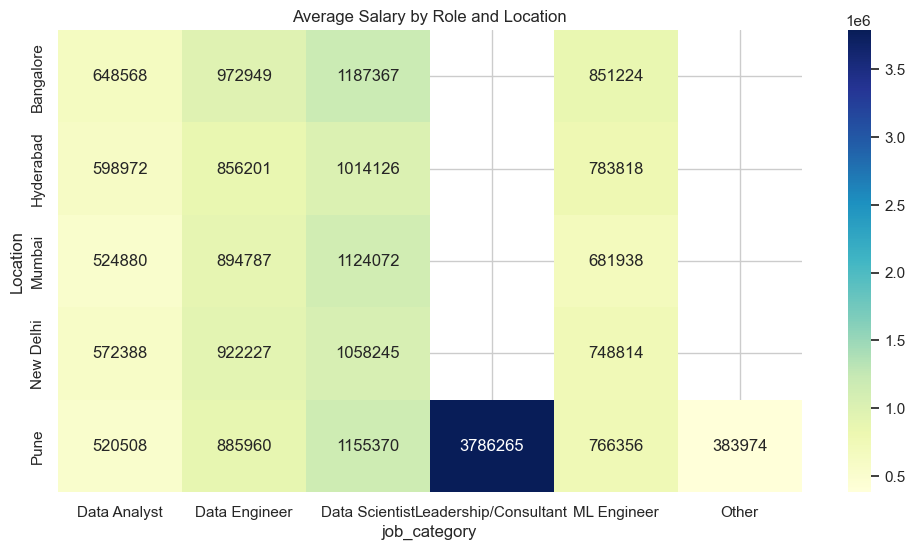 Average Salary by Role and Location
1e6
Location
Bangalore
648568 972949 1187367 851224
Hyderabad
598972 856201 1014126 783818
Mumbai
524880 894787 1124072 681938
New Delhi
572388 922227 1058245 748814
Pune
520508 885960 1155370 3786265 766356 383974
Data Analyst Data Engineer Data Scientist Leadership/Consultant ML Engineer Other
job_category
3.5
3.0
2.5
2.0
1.5
1.0
0.5